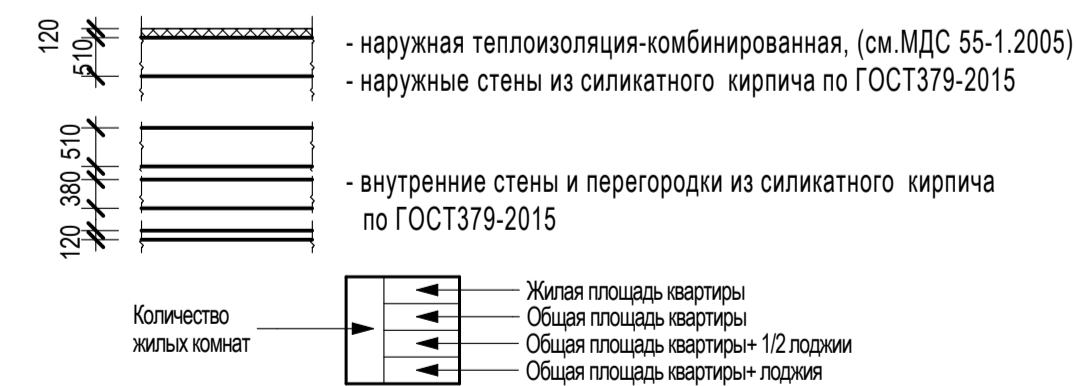 120
510
- наружная теплоизоляция-комбинированная, (см.МДС 55-1.2005)
- наружные стены из силикатного кирпича по ГОСТ379-2015
510
380
120
- внутренние стены и перегородки из силикатного кирпича
по ГОСТ379-2015
Количество
жилых комнат
Жилая площадь квартиры
Общая площадь квартиры
Общая площадь квартиры+ 1/2 лоджии
Общая площадь квартиры+ лоджия